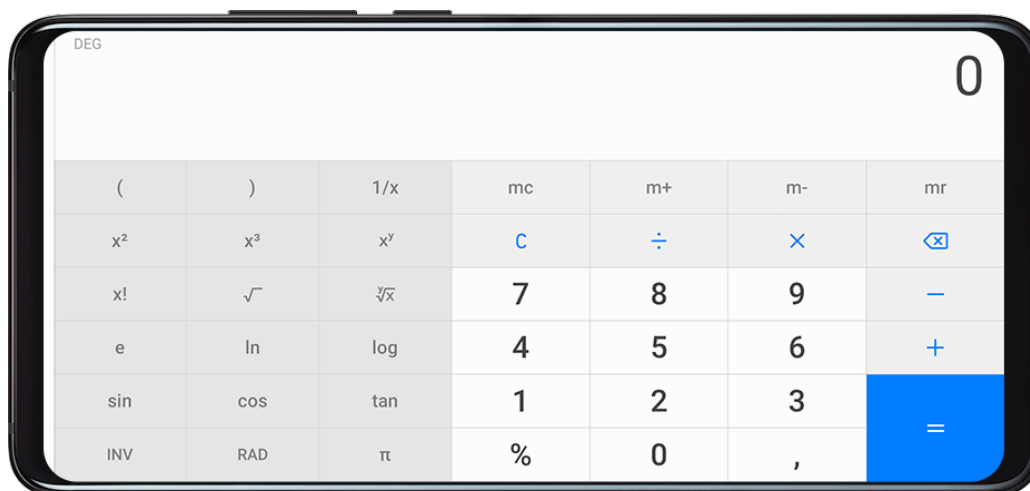 DEG
0
( ) 1/x mc m+ m- mr
x² x³ xʸ C ÷ ×
x! √ ʸ√x 7 8 9 −
e ln log 4 5 6 +
sin cos tan 1 2 3
=
INV RAD π % 0 ,